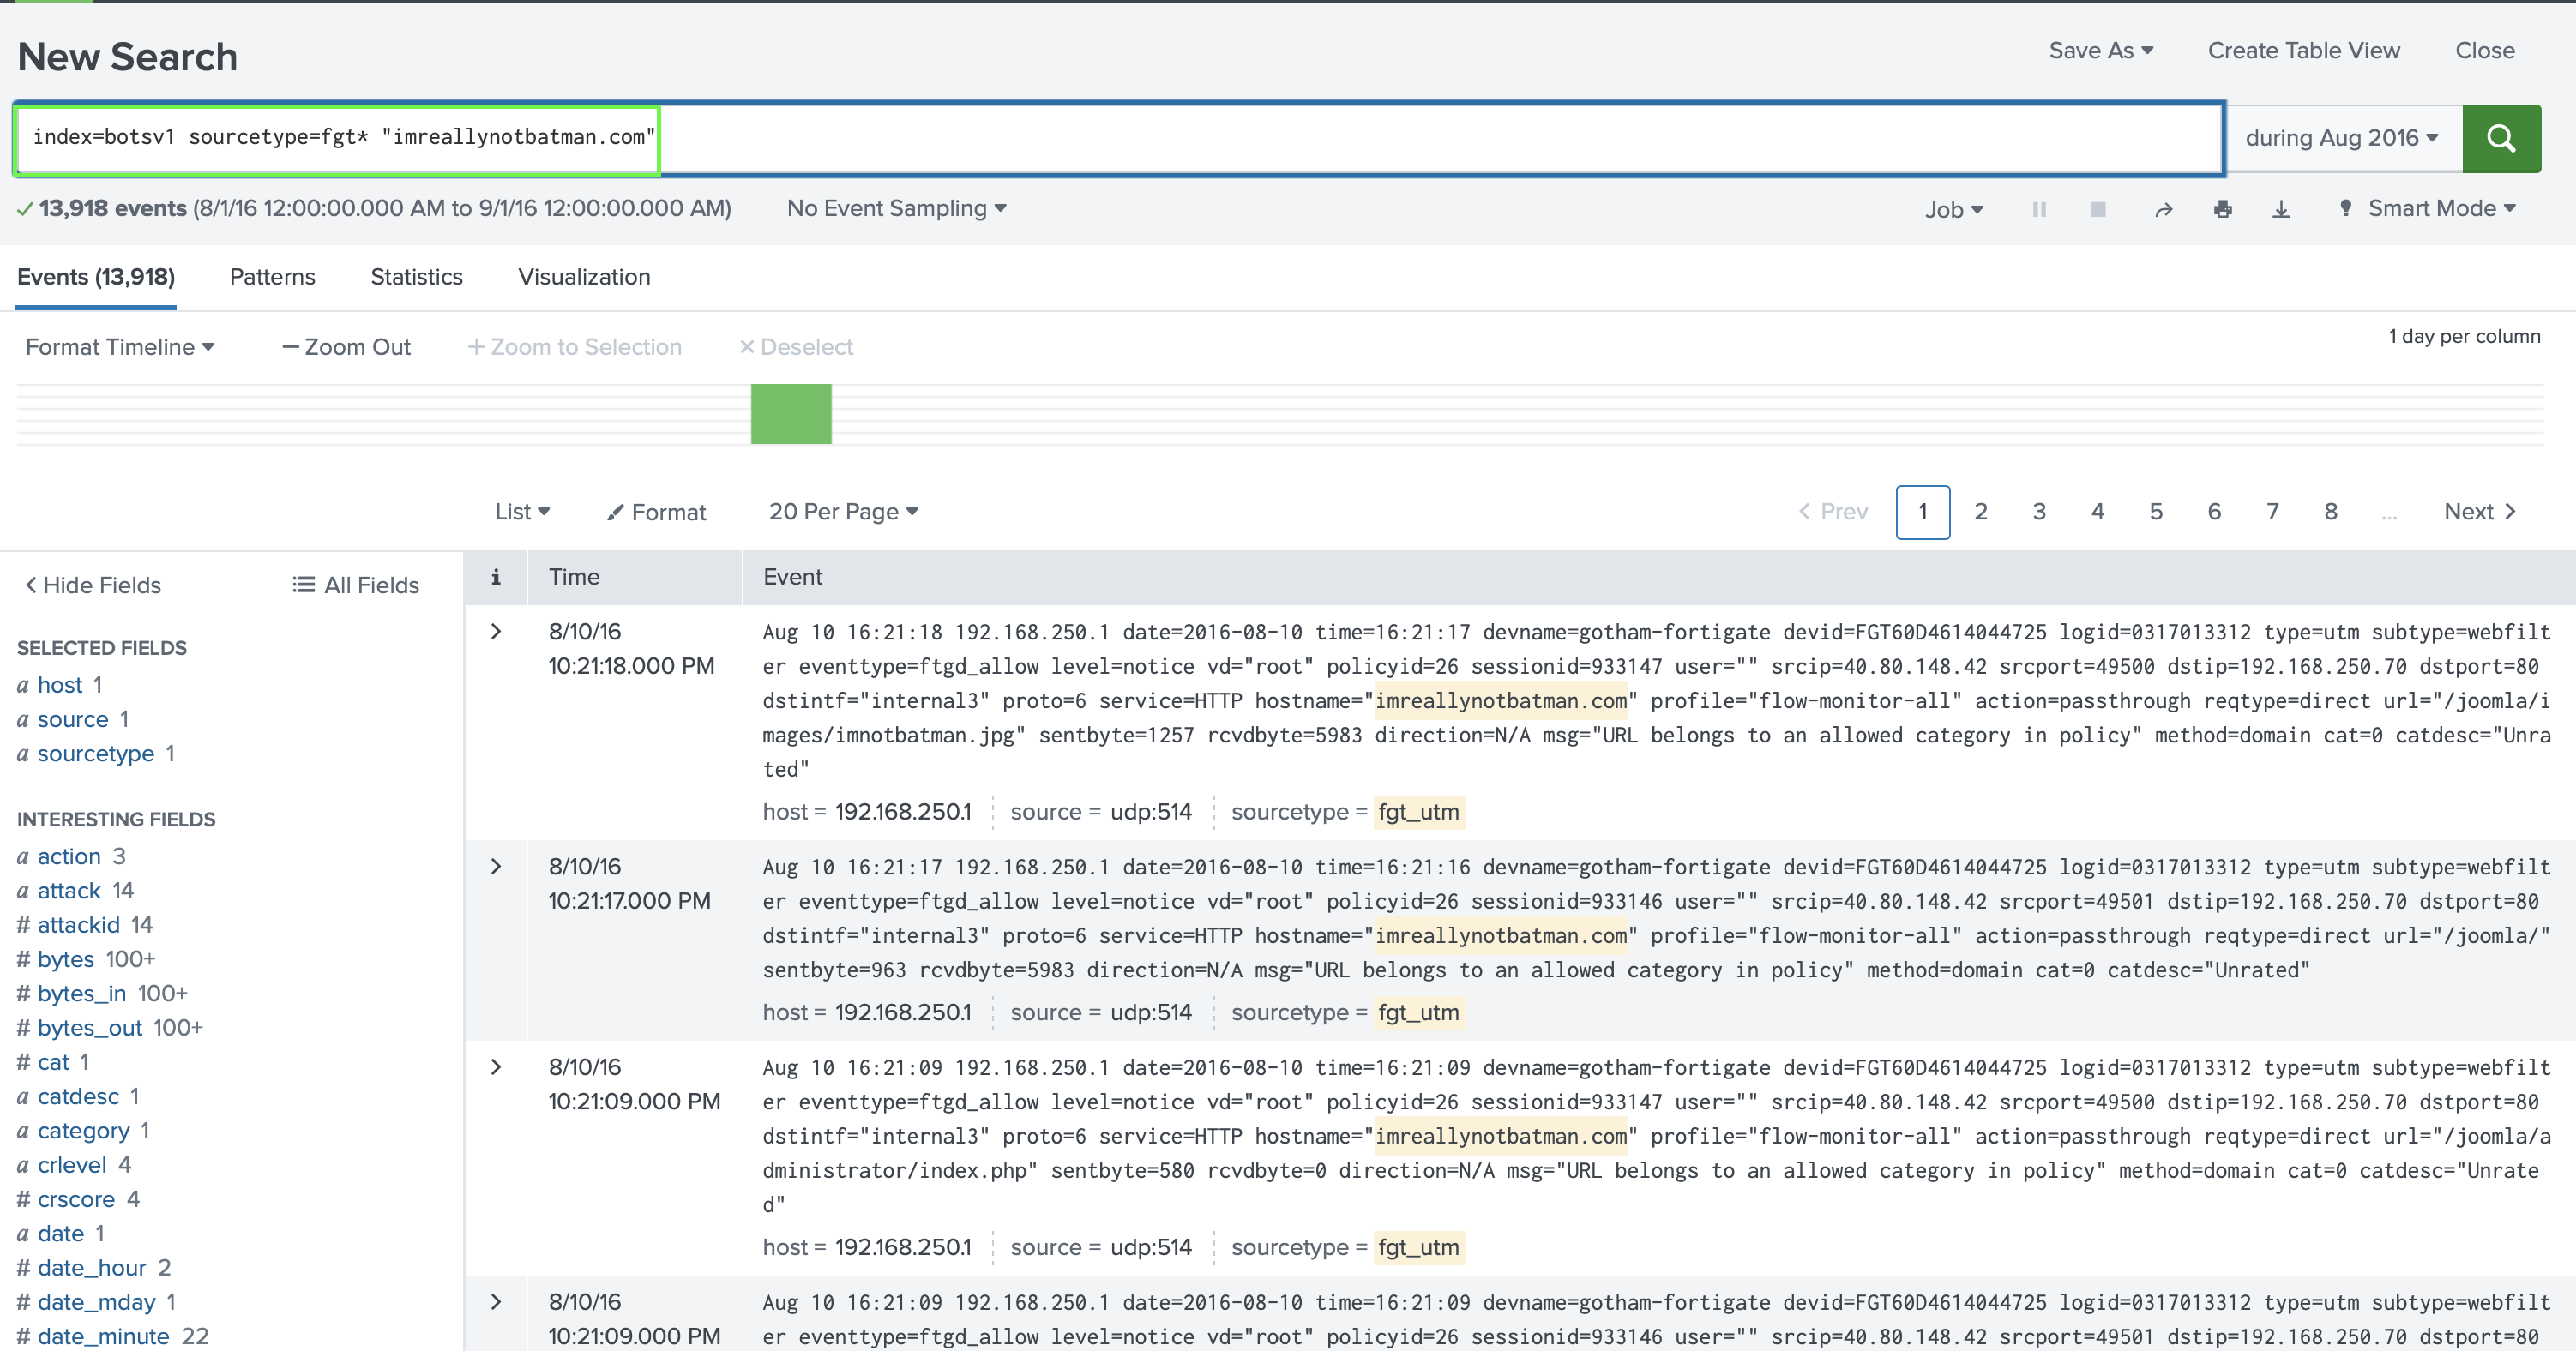 New Search
Save As
Create Table View
Close
index=botsv1 sourcetype=fgt* "imreallynotbatman.com"
during Aug 2016
13,918 events (8/1/16 12:00:00.000 AM to 9/1/16 12:00:00.000 AM)
No Event Sampling
Job
Smart Mode
Events (13,918)
Patterns
Statistics
Visualization
Format Timeline
— Zoom Out
+ Zoom to Selection
× Deselect
1 day per column
List
Format
20 Per Page
< Prev
1
2
3
4
5
6
7
8
...
Next >
< Hide Fields
All Fields
SELECTED FIELDS
a host 1
a source 1
a sourcetype 1
INTERESTING FIELDS
a action 3
a attack 14
# attackid 14
# bytes 100+
# bytes_in 100+
# bytes_out 100+
# cat 1
a catdesc 1
a category 1
a crlevel 4
# crscore 4
a date 1
# date_hour 2
# date_mday 1
# date_minute 22
i
Time
Event
>
8/10/16
10:21:18.000 PM
Aug 10 16:21:18 192.168.250.1 date=2016-08-10 time=16:21:17 devname=gotham-fortigate devid=FGT60D4614044725 logid=0317013312 type=utm subtype=webfilt
er eventtype=ftgd_allow level=notice vd="root" policyid=26 sessionid=933147 user="" srcip=40.80.148.42 srcport=49500 dstip=192.168.250.70 dstport=80
dstintf="internal3" proto=6 service=HTTP hostname="imreallynotbatman.com" profile="flow-monitor-all" action=passthrough reqtype=direct url="/joomla/i
mages/imnotbatman.jpg" sentbyte=1257 rcvdbyte=5983 direction=N/A msg="URL belongs to an allowed category in policy" method=domain cat=0 catdesc="Unra
ted"
host = 192.168.250.1 source = udp:514 sourcetype = fgt_utm
>
8/10/16
10:21:17.000 PM
Aug 10 16:21:17 192.168.250.1 date=2016-08-10 time=16:21:16 devname=gotham-fortigate devid=FGT60D4614044725 logid=0317013312 type=utm subtype=webfilt
er eventtype=ftgd_allow level=notice vd="root" policyid=26 sessionid=933146 user="" srcip=40.80.148.42 srcport=49501 dstip=192.168.250.70 dstport=80
dstintf="internal3" proto=6 service=HTTP hostname="imreallynotbatman.com" profile="flow-monitor-all" action=passthrough reqtype=direct url="/joomla/"
sentbyte=963 rcvdbyte=5983 direction=N/A msg="URL belongs to an allowed category in policy" method=domain cat=0 catdesc="Unrated"
host = 192.168.250.1 source = udp:514 sourcetype = fgt_utm
>
8/10/16
10:21:09.000 PM
Aug 10 16:21:09 192.168.250.1 date=2016-08-10 time=16:21:09 devname=gotham-fortigate devid=FGT60D4614044725 logid=0317013312 type=utm subtype=webfilt
er eventtype=ftgd_allow level=notice vd="root" policyid=26 sessionid=933147 user="" srcip=40.80.148.42 srcport=49500 dstip=192.168.250.70 dstport=80
dstintf="internal3" proto=6 service=HTTP hostname="imreallynotbatman.com" profile="flow-monitor-all" action=passthrough reqtype=direct url="/joomla/a
dministrator/index.php" sentbyte=580 rcvdbyte=0 direction=N/A msg="URL belongs to an allowed category in policy" method=domain cat=0 catdesc="Unrate
d"
host = 192.168.250.1 source = udp:514 sourcetype = fgt_utm
>
8/10/16
10:21:09.000 PM
Aug 10 16:21:09 192.168.250.1 date=2016-08-10 time=16:21:09 devname=gotham-fortigate devid=FGT60D4614044725 logid=0317013312 type=utm subtype=webfilt
er eventtype=ftgd_allow level=notice vd="root" policyid=26 sessionid=933146 user="" srcip=40.80.148.42 srcport=49501 dstip=192.168.250.70 dstport=80